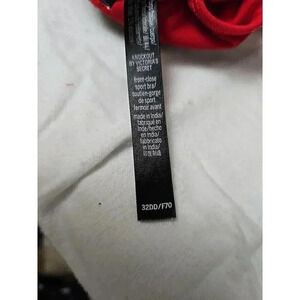 KNOCKOUT
BY VICTORIA'S
SECRET
front-close
sport bra/
soutien-gorge
de sport
fermoir avant
made in India/
fabriqué en
Inde/hecho
en India/
fabricado in
India/
32DD/F70